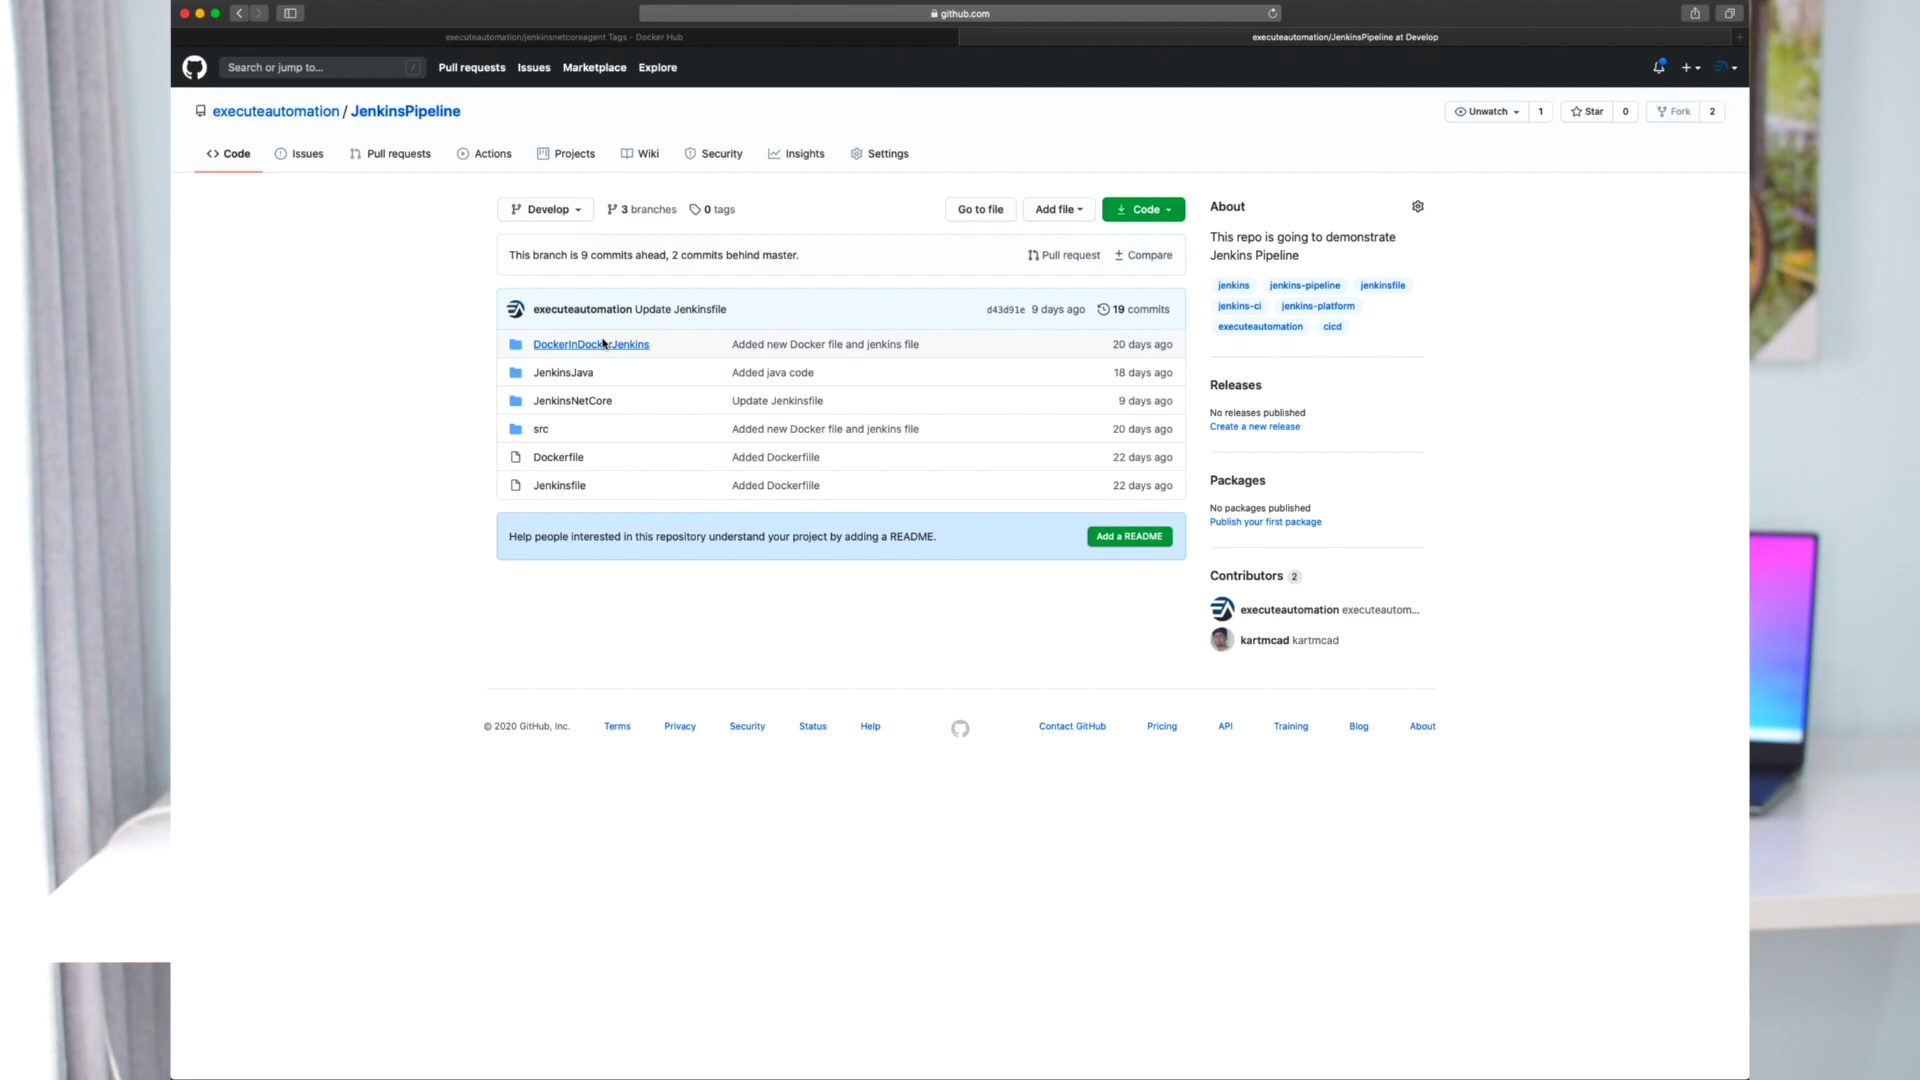 github.com
executeautomation/jenkinsnetcoreagent Tags - Docker Hub
executeautomation/JenkinsPipeline at Develop
Search or jump to... /
Pull requests Issues Marketplace Explore
executeautomation / JenkinsPipeline
Unwatch 1 Star 0 Fork 2
Code Issues Pull requests Actions Projects Wiki Security Insights Settings
Develop 3 branches 0 tags Go to file Add file Code
This branch is 9 commits ahead, 2 commits behind master. Pull request Compare
executeautomation Update Jenkinsfile d43d91e 9 days ago 19 commits
DockerInDockerJenkins Added new Docker file and jenkins file 20 days ago
JenkinsJava Added java code 18 days ago
JenkinsNetCore Update Jenkinsfile 9 days ago
src Added new Docker file and jenkins file 20 days ago
Dockerfile Added Dockerfiile 22 days ago
Jenkinsfile Added Dockerfiile 22 days ago
Help people interested in this repository understand your project by adding a README. Add a README
About
This repo is going to demonstrate
Jenkins Pipeline
jenkins jenkins-pipeline jenkinsfile
jenkins-ci jenkins-platform
executeautomation cicd
Releases
No releases published
Create a new release
Packages
No packages published
Publish your first package
Contributors 2
executeautomation executeautom...
kartmcad kartmcad
© 2020 GitHub, Inc. Terms Privacy Security Status Help Contact GitHub Pricing API Training Blog About